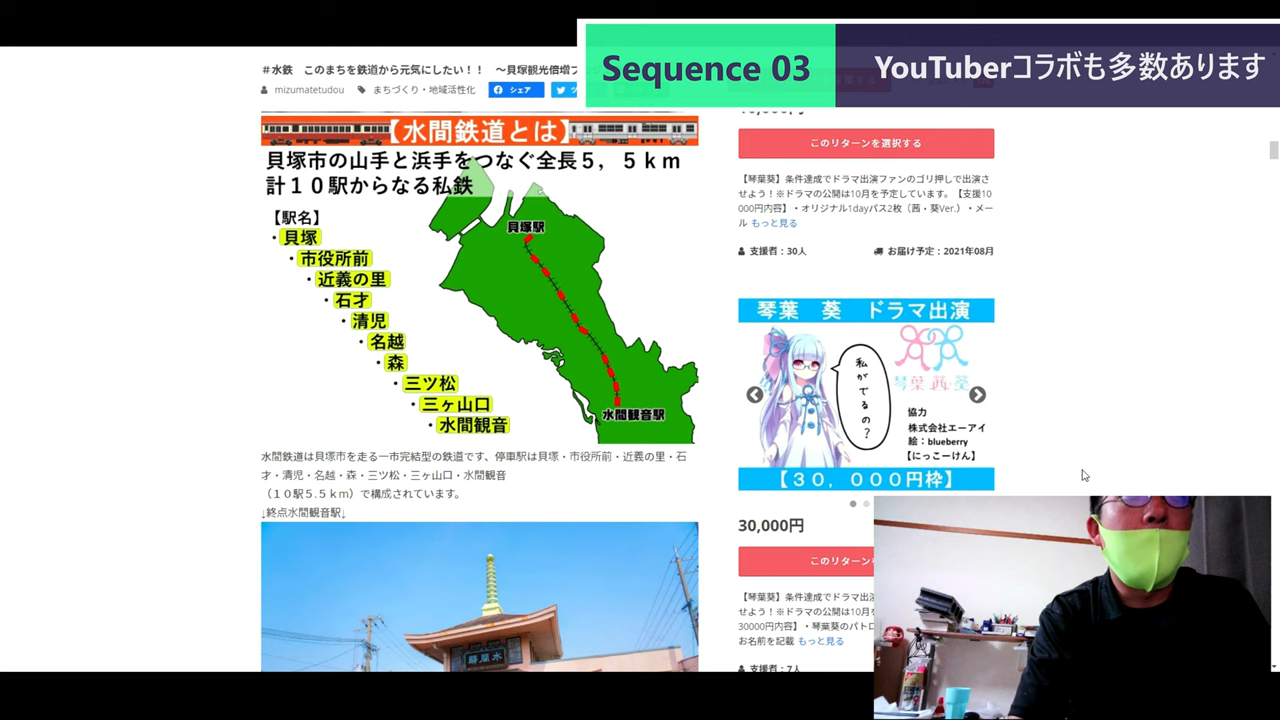 Sequence 03
YouTuberコラボも多数あります
＃水鉄　このまちを鉄道から元気にしたい！！　～貝塚観光倍増プ
mizumatetudou
まちづくり・地域活性化
シェア
【水間鉄道とは】
貝塚市の山手と浜手をつなぐ全長５，５ｋｍ
計１０駅からなる私鉄
【駅名】
・貝塚
・市役所前
・近義の里
・石才
・清児
・名越
・森
・三ツ松
・三ヶ山口
・水間観音
貝塚駅
水間観音駅
水間鉄道は貝塚市を走る一市完結型の鉄道です、停車駅は貝塚・市役所前・近義の里・石
才・清児・名越・森・三ツ松・三ヶ山口・水間観音
（１０駅５.５ｋｍ）で構成されています。
↓終点水間観音駅↓
このリターンを選択する
【琴葉葵】条件達成でドラマ出演ファンのゴリ押しで出演さ
せよう！※ドラマの公開は10月を予定しています。【支援10
000円内容】・オリジナル1dayパス2枚（茜・葵Ver.）・メー
ル もっと見る
支援者：30人
お届け予定：2021年08月
琴葉　葵　ドラマ出演
私がでるの？
琴葉 茜・葵
協力
株式会社エーアイ
絵：blueberry
【にっこーけん】
【３０，０００円枠】
30,000円
このリターンを
【琴葉葵】条件達成でドラマ出演
せよう！※ドラマの公開は10月を
30000円内容】・琴葉葵のパトロ
お名前を記載 もっと見る
支援者：7人